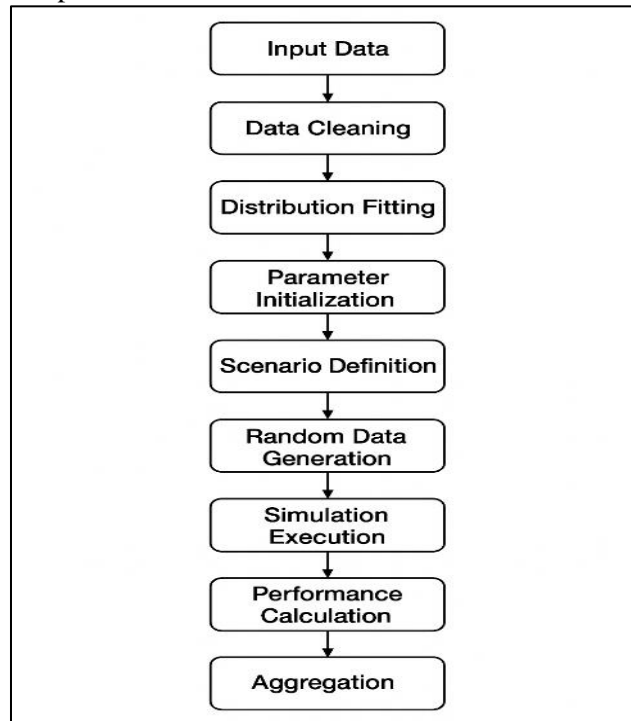 Input Data
Data Cleaning
Distribution Fitting
Parameter
Initialization
Scenario Definition
Random Data
Generation
Simulation
Execution
Performance
Calculation
Aggregation